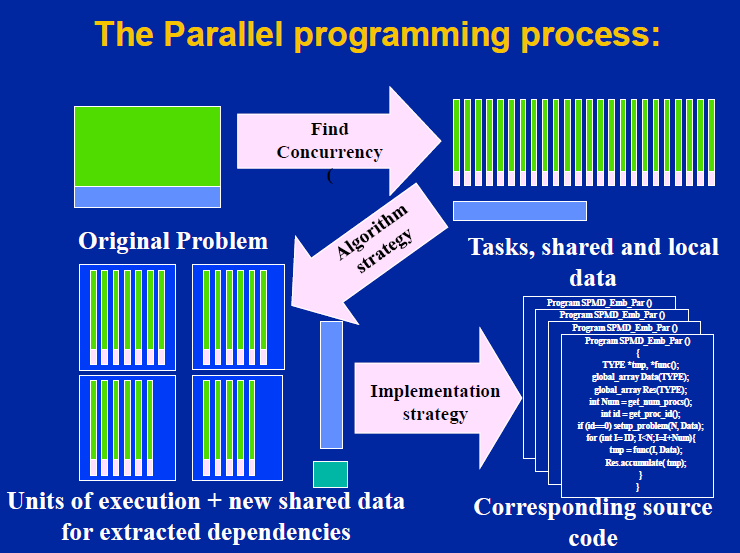 The Parallel programming process:
Find
Concurrency
(
Original Problem
Algorithm
strategy
Tasks, shared and local
data
Program SPMD_Emb_Par ()
Program SPMD_Emb_Par ()
Program SPMD_Emb_Par ()
Program SPMD_Emb_Par ()
{
TYPE *tmp, *func();
global_array Data(TYPE);
global_array Res(TYPE);
int Num = get_num_procs();
int id = get_proc_id();
if (id==0) setup_problem(N, Data);
for (int I= ID; I<N;I=I+Num){
tmp = func(I, Data);
Res.accumulate( tmp);
}
}
Implementation
strategy
Units of execution + new shared data
for extracted dependencies
Corresponding source
code